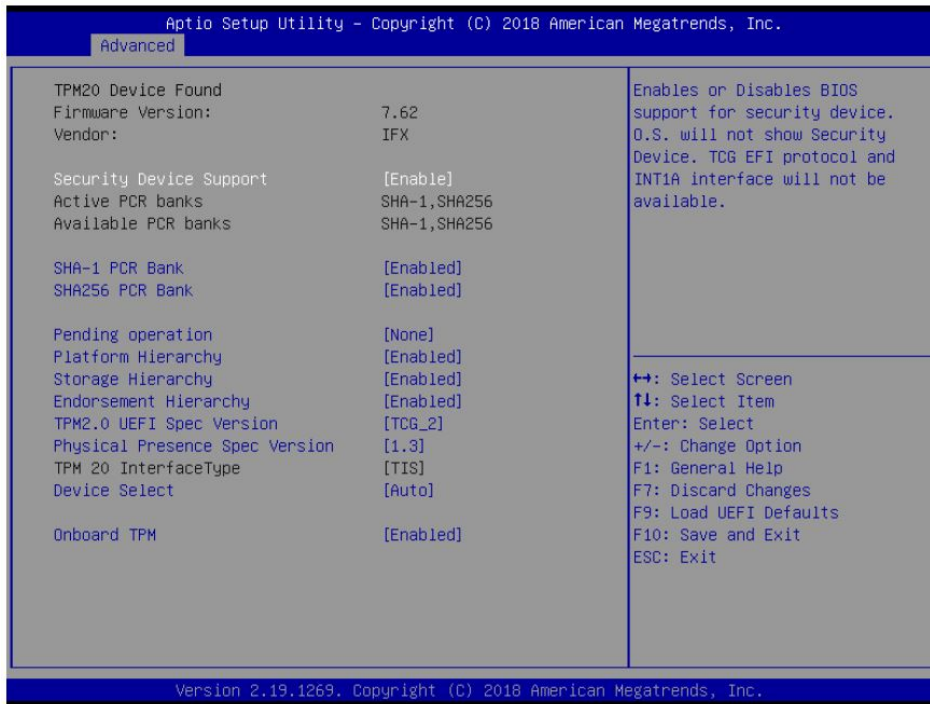 Aptio Setup Utility – Copyright (C) 2018 American Megatrends, Inc.
Advanced
TPM20 Device Found
Firmware Version: 7.62
Vendor: IFX
Security Device Support [Enable]
Active PCR banks SHA-1,SHA256
Available PCR banks SHA-1,SHA256
SHA-1 PCR Bank [Enabled]
SHA256 PCR Bank [Enabled]
Pending operation [None]
Platform Hierarchy [Enabled]
Storage Hierarchy [Enabled]
Endorsement Hierarchy [Enabled]
TPM2.0 UEFI Spec Version [TCG_2]
Physical Presence Spec Version [1.3]
TPM 20 InterfaceType [TIS]
Device Select [Auto]
Onboard TPM [Enabled]
Enables or Disables BIOS
support for security device.
O.S. will not show Security
Device. TCG EFI protocol and
INT1A interface will not be
available.
↔: Select Screen
↑↓: Select Item
Enter: Select
+/-: Change Option
F1: General Help
F7: Discard Changes
F9: Load UEFI Defaults
F10: Save and Exit
ESC: Exit
Version 2.19.1269. Copyright (C) 2018 American Megatrends, Inc.